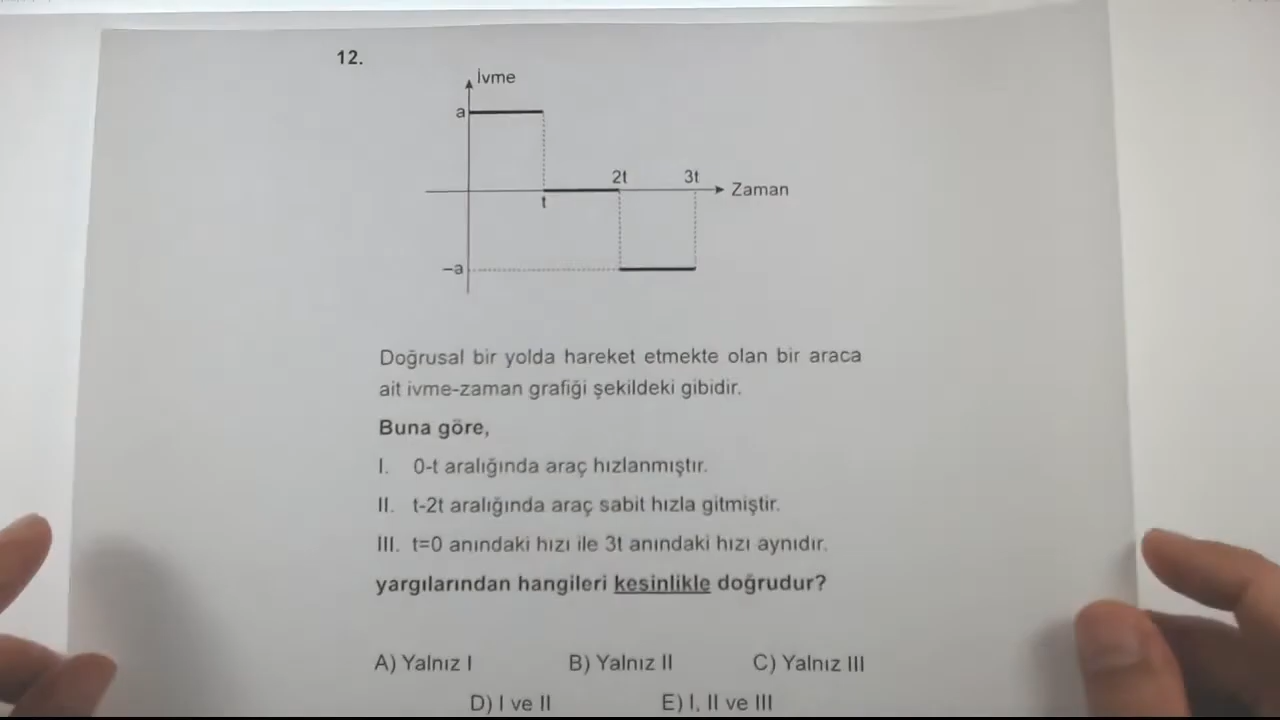 12.
İvme
a
2t 3t
Zaman
t
–a
Doğrusal bir yolda hareket etmekte olan bir araca
ait ivme-zaman grafiği şekildeki gibidir.
Buna göre,
I. 0-t aralığında araç hızlanmıştır.
II. t-2t aralığında araç sabit hızla gitmiştir.
III. t=0 anındaki hızı ile 3t anındaki hızı aynıdır.
yargılarından hangileri kesinlikle doğrudur?
A) Yalnız I B) Yalnız II C) Yalnız III
D) I ve II E) I, II ve III